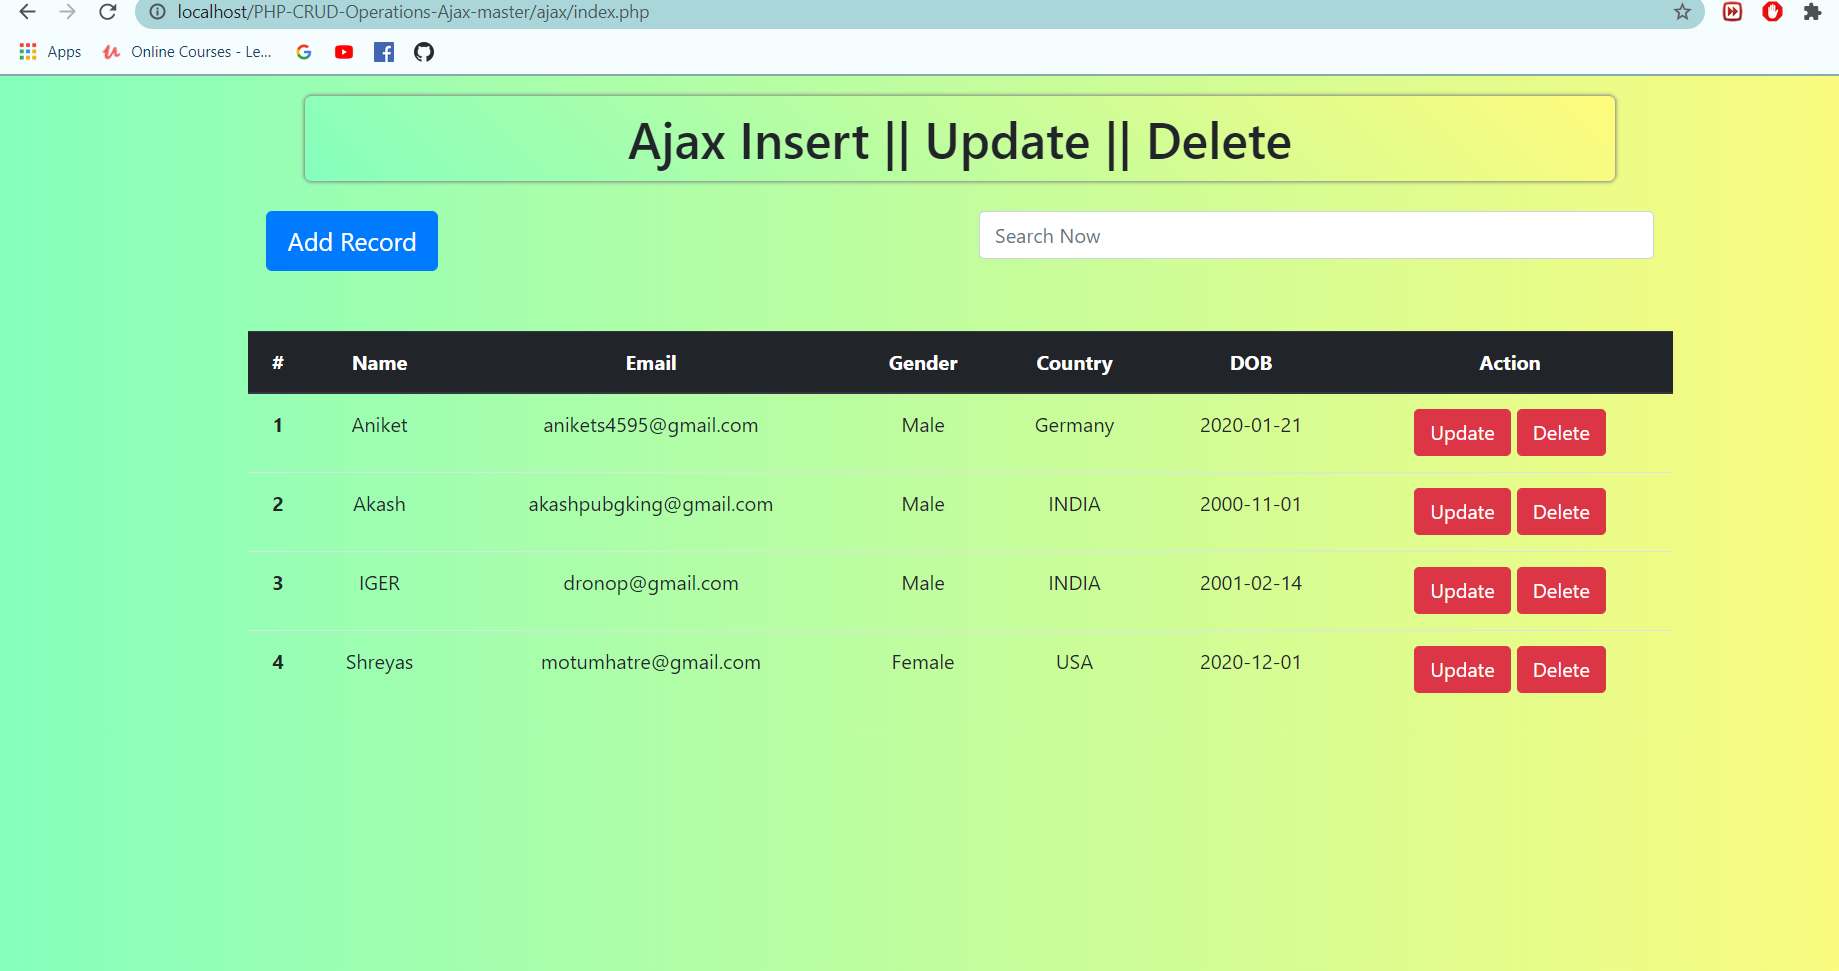 localhost/PHP-CRUD-Operations-Ajax-master/ajax/index.php
Apps Online Courses - Le...
Ajax Insert || Update || Delete
Add Record Search Now
# Name Email Gender Country DOB Action
1 Aniket anikets4595@gmail.com Male Germany 2020-01-21 Update Delete
2 Akash akashpubgking@gmail.com Male INDIA 2000-11-01 Update Delete
3 IGER dronop@gmail.com Male INDIA 2001-02-14 Update Delete
4 Shreyas motumhatre@gmail.com Female USA 2020-12-01 Update Delete